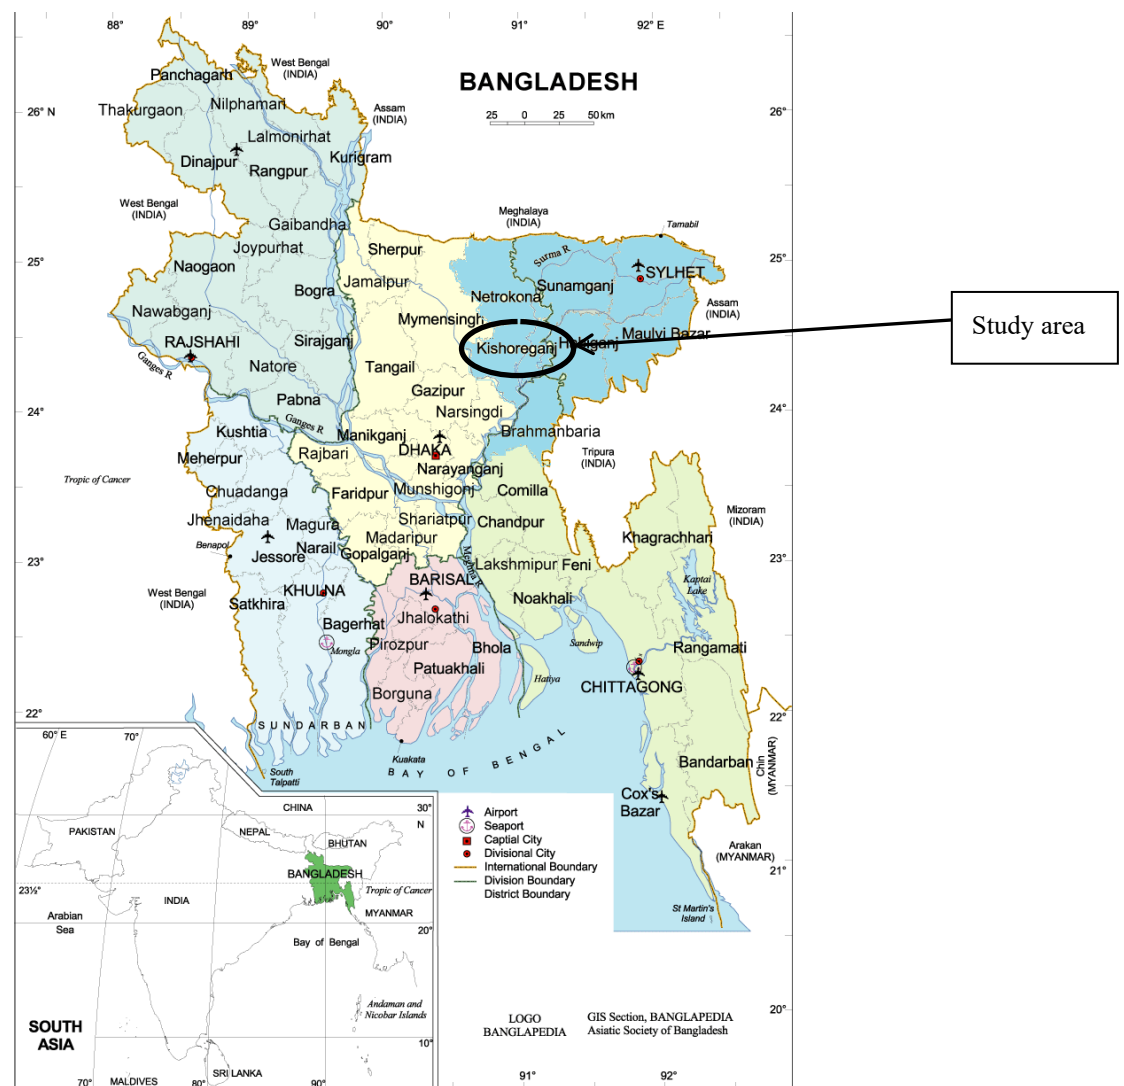 88°
89°
90°
91°
92° E
BANGLADESH
25 0 25 50 km
26° N
25°
24°
23°
22°
26°
25°
24°
23°
22°
21°
20°
91°
92°
West Bengal
(INDIA)
Assam
(INDIA)
West Bengal
(INDIA)
Meghalaya
(INDIA)
Tamabil
Assam
(INDIA)
Tripura
(INDIA)
Mizoram
(INDIA)
West Bengal
(INDIA)
Chin
(MYANMAR)
Arakan
(MYANMAR)
Panchagarh
Thakurgaon
Nilphamari
Lalmonirhat
Dinajpur
Rangpur
Kurigram
Gaibandha
Joypurhat
Naogaon
Bogra
Nawabganj
RAJSHAHI
Sirajganj
Natore
Pabna
Ganges R
Ganges R
Sherpur
Jamalpur
Mymensingh
Tangail
Gazipur
Narsingdi
Manikganj
DHAKA
Narayanganj
Munshigonj
Rajbari
Faridpur
Shariatpur
Madaripur
Gopalganj
Surma R
SYLHET
Sunamganj
Netrokona
Kishoreganj
Habiganj
Maulvi Bazar
Brahmanbaria
Study area
Kushtia
Meherpur
Chuadanga
Jhenaidaha
Magura
Benapol
Jessore
Narail
KHULNA
Satkhira
Bagerhat
Mongla
Tropic of Cancer
Comilla
Chandpur
Meghna R
Lakshmipur
Feni
Noakhali
Khagrachhari
Kaptai
Lake
Rangamati
Sandwip
Hatiya
CHITTAGONG
Bandarban
Cox's
Bazar
St Martin's
Island
BARISAL
Jhalokathi
Pirozpur
Bhola
Patuakhali
Borguna
Kuakata
SUNDARBAN
South
Talpatti
BAY OF BENGAL
Airport
Seaport
Captial City
Divisional City
International Boundary
Division Boundary
District Boundary
60° E
70°
30°
N
CHINA
PAKISTAN
NEPAL
BHUTAN
BANGLADESH
23½°
Tropic of Cancer
INDIA
MYANMAR
Arabian
Sea
20°
Bay of Bengal
Andaman and
Nicobar Islands
SOUTH
ASIA
10°
SRI LANKA
MALDIVES
70°
80°
90°
LOGO
BANGLAPEDIA
GIS Section, BANGLAPEDIA
Asiatic Society of Bangladesh